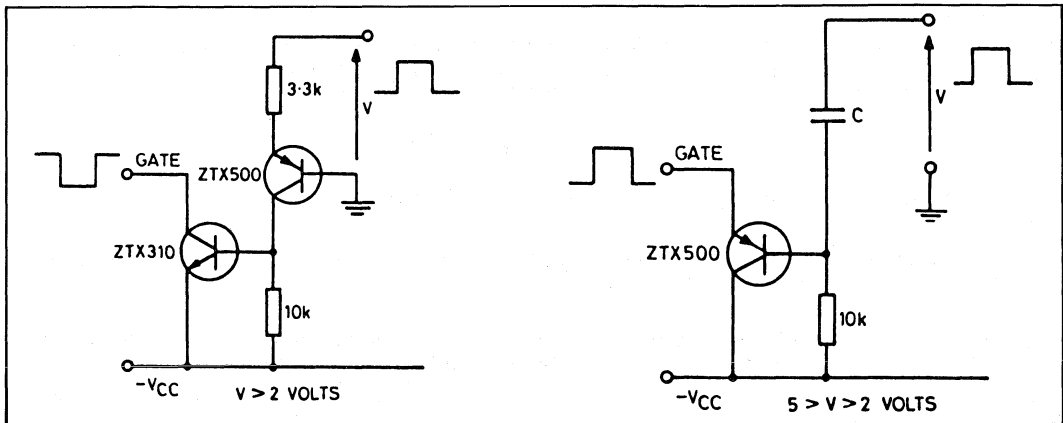 3·3k
V
GATE
ZTX500
ZTX310
10k
-VCC
V > 2 VOLTS
C
V
GATE
ZTX500
10k
-VCC
5 > V > 2 VOLTS